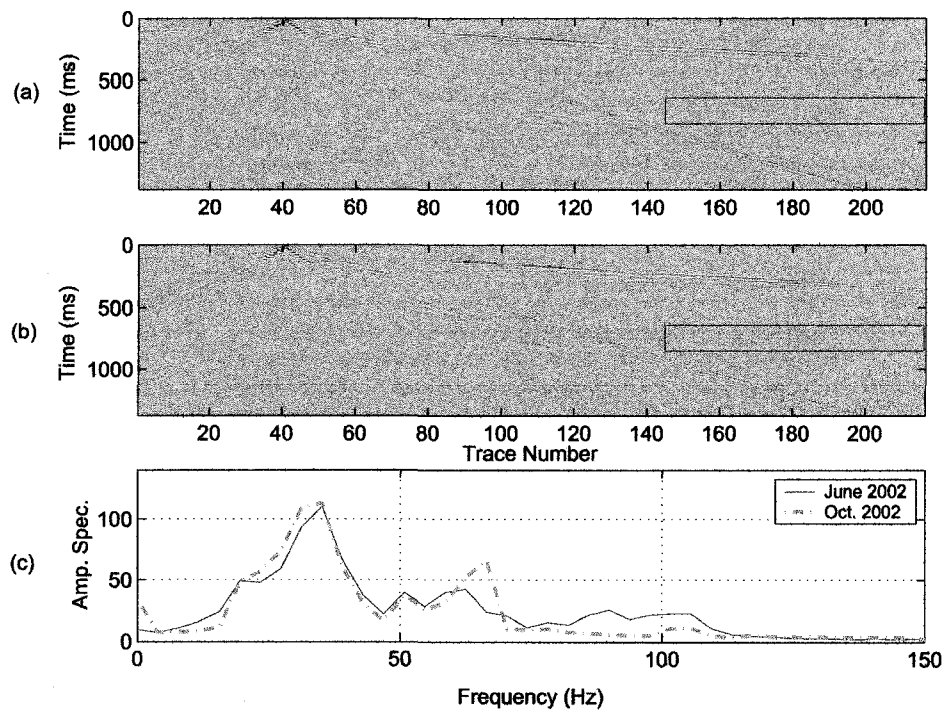 (a)
Time (ms)
0
500
1000
20 40 60 80 100 120 140 160 180 200
(b)
Time (ms)
0
500
1000
20 40 60 80 100 120 140 160 180 200
Trace Number
(c)
Amp. Spec.
100
50
0
June 2002
Oct. 2002
0 50 100 150
Frequency (Hz)